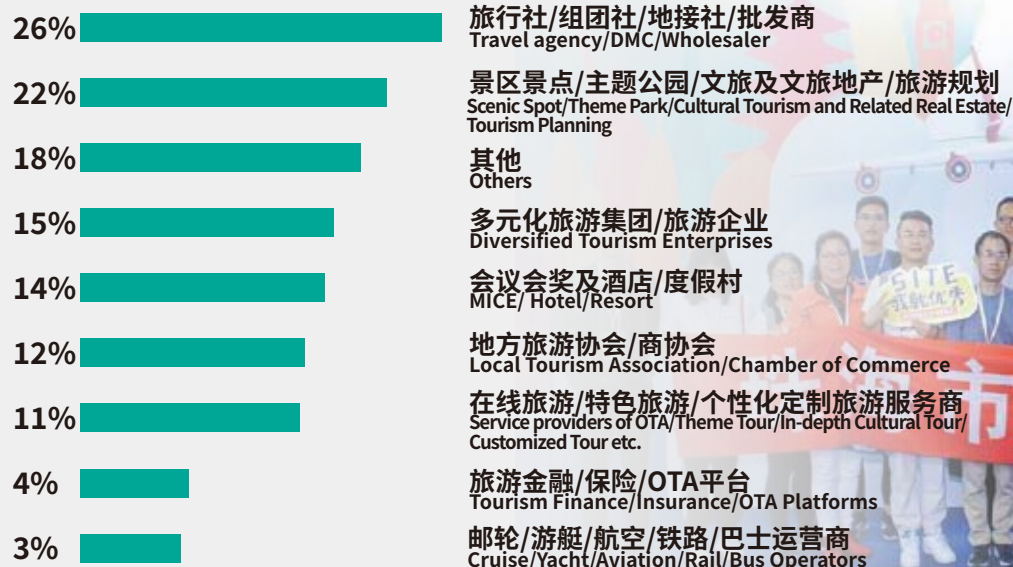 26%
旅行社/组团社/地接社/批发商
Travel agency/DMC/Wholesaler
22%
景区景点/主题公园/文旅及文旅地产/旅游规划
Scenic Spot/Theme Park/Cultural Tourism and Related Real Estate/
Tourism Planning
18%
其他
Others
15%
多元化旅游集团/旅游企业
Diversified Tourism Enterprises
14%
会议会奖及酒店/度假村
MICE/ Hotel/Resort
12%
地方旅游协会/商协会
Local Tourism Association/Chamber of Commerce
11%
在线旅游/特色旅游/个性化定制旅游服务商
Service providers of OTA/Theme Tour/In-depth Cultural Tour/
Customized Tour etc.
4%
旅游金融/保险/OTA平台
Tourism Finance/Insurance/OTA Platforms
3%
邮轮/游艇/航空/铁路/巴士运营商
Cruise/Yacht/Aviation/Rail/Bus Operators
SITE
我就优秀
珠海市